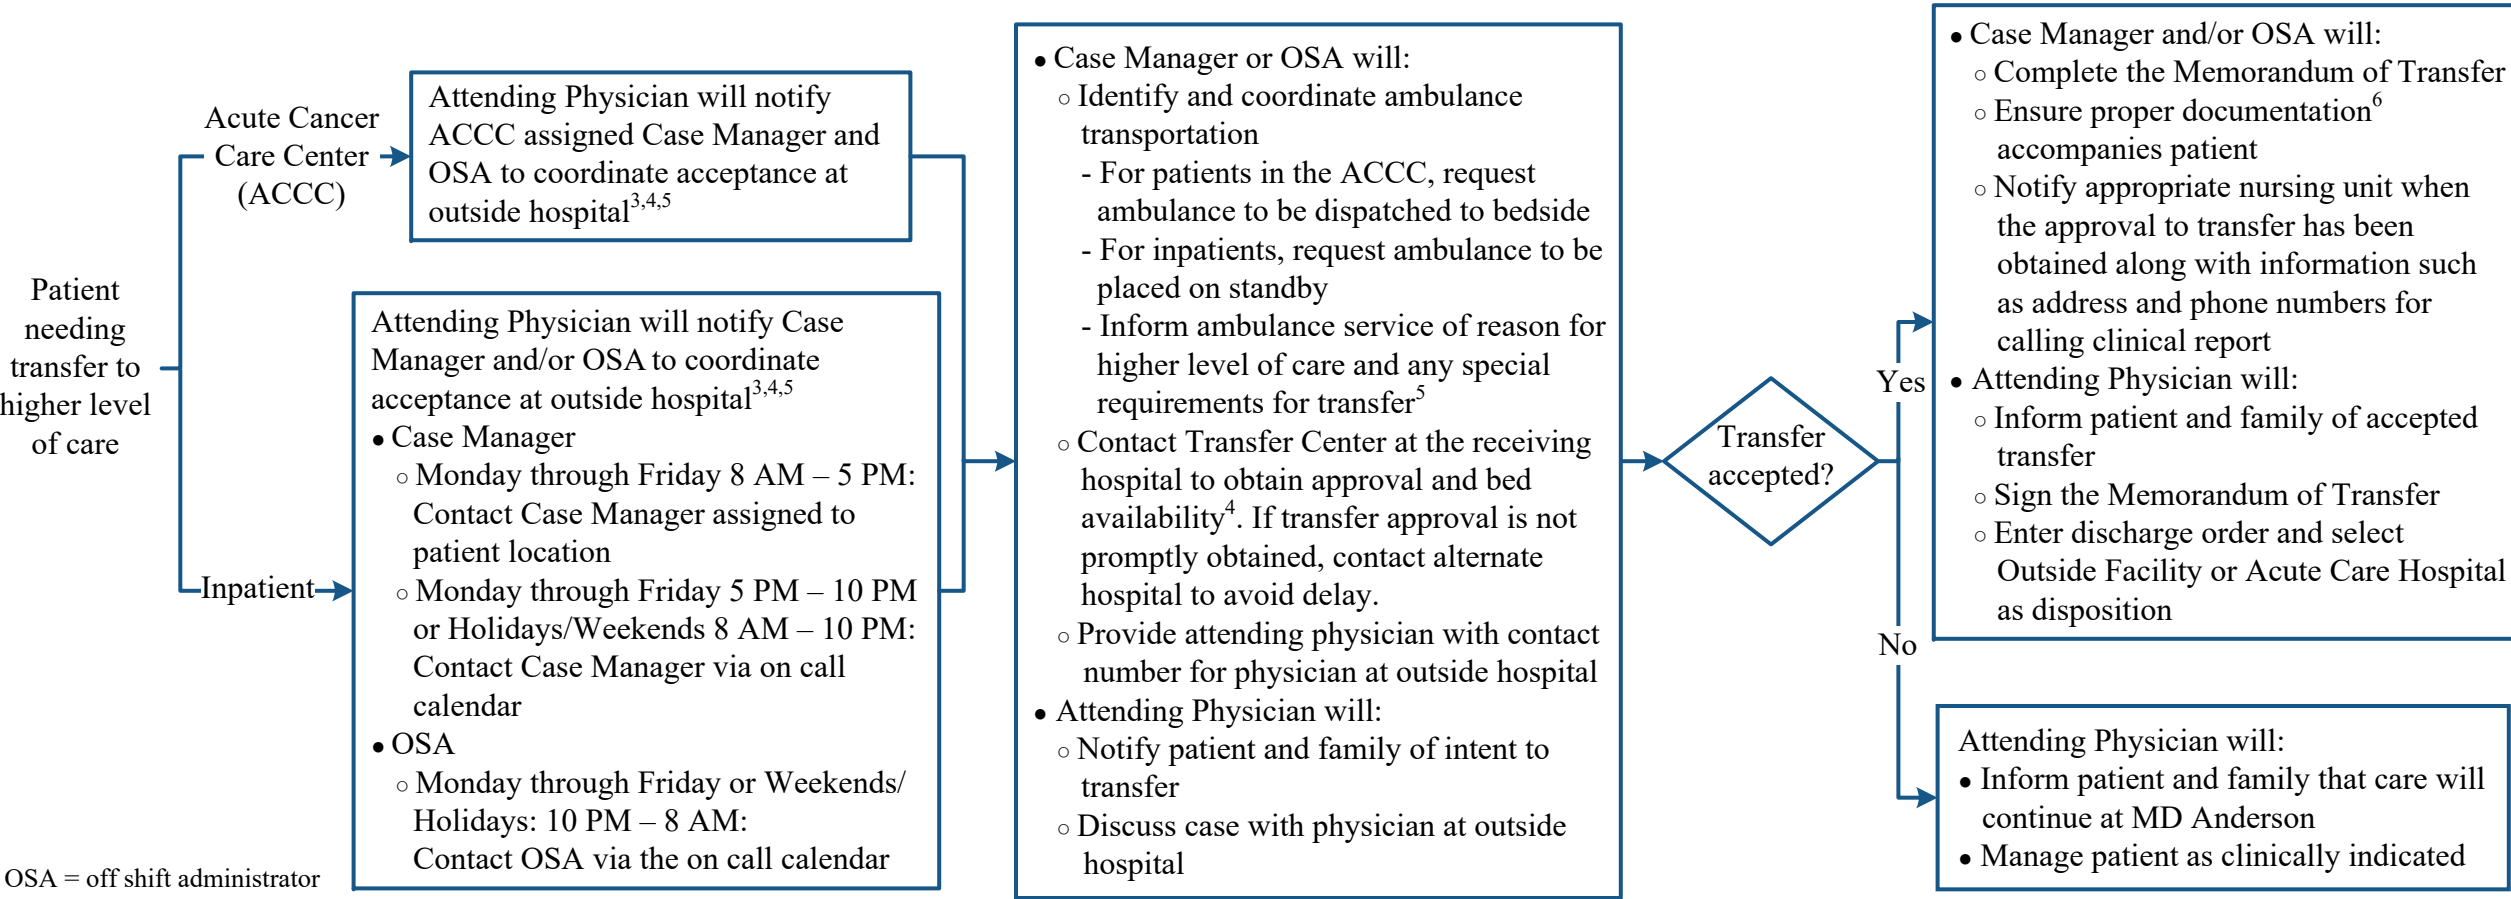 Patient
needing
transfer to
higher level
of care
Acute Cancer
Care Center
(ACCC)
Attending Physician will notify
ACCC assigned Case Manager and
OSA to coordinate acceptance at
outside hospital3,4,5
Inpatient
Attending Physician will notify Case
Manager and/or OSA to coordinate
acceptance at outside hospital3,4,5
● Case Manager
○ Monday through Friday 8 AM – 5 PM:
Contact Case Manager assigned to
patient location
○ Monday through Friday 5 PM – 10 PM
or Holidays/Weekends 8 AM – 10 PM:
Contact Case Manager via on call
calendar
● OSA
○ Monday through Friday or Weekends/
Holidays: 10 PM – 8 AM:
Contact OSA via the on call calendar
● Case Manager or OSA will:
○ Identify and coordinate ambulance
transportation
- For patients in the ACCC, request
ambulance to be dispatched to bedside
- For inpatients, request ambulance to be
placed on standby
- Inform ambulance service of reason for
higher level of care and any special
requirements for transfer5
○ Contact Transfer Center at the receiving
hospital to obtain approval and bed
availability4. If transfer approval is not
promptly obtained, contact alternate
hospital to avoid delay.
○ Provide attending physician with contact
number for physician at outside hospital
● Attending Physician will:
○ Notify patient and family of intent to
transfer
○ Discuss case with physician at outside
hospital
Transfer
accepted?
Yes
● Case Manager and/or OSA will:
○ Complete the Memorandum of Transfer
○ Ensure proper documentation6
accompanies patient
○ Notify appropriate nursing unit when
the approval to transfer has been
obtained along with information such
as address and phone numbers for
calling clinical report
● Attending Physician will:
○ Inform patient and family of accepted
transfer
○ Sign the Memorandum of Transfer
○ Enter discharge order and select
Outside Facility or Acute Care Hospital
as disposition
No
Attending Physician will:
● Inform patient and family that care will
continue at MD Anderson
● Manage patient as clinically indicated
OSA = off shift administrator